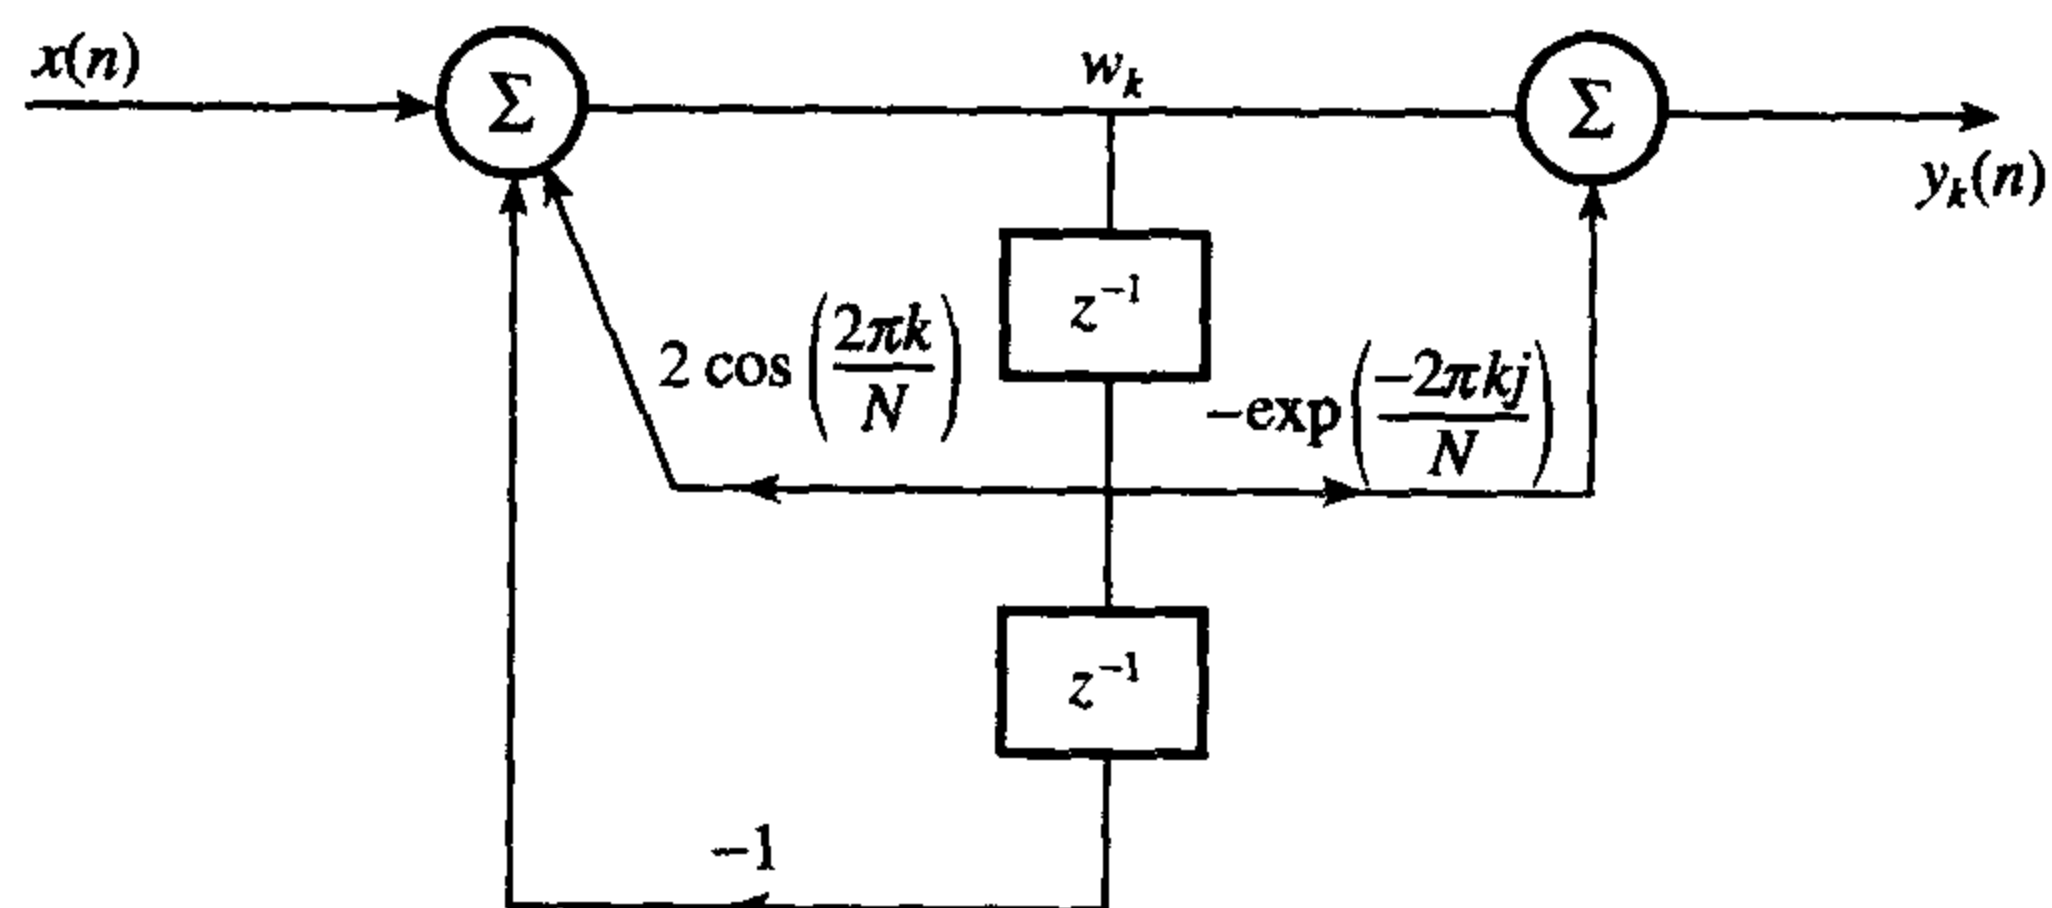 x(n)
Σ
w_k
Σ
y_k(n)
z^{-1}
2 cos (2πk/N)
-exp (-2πkj/N)
z^{-1}
-1